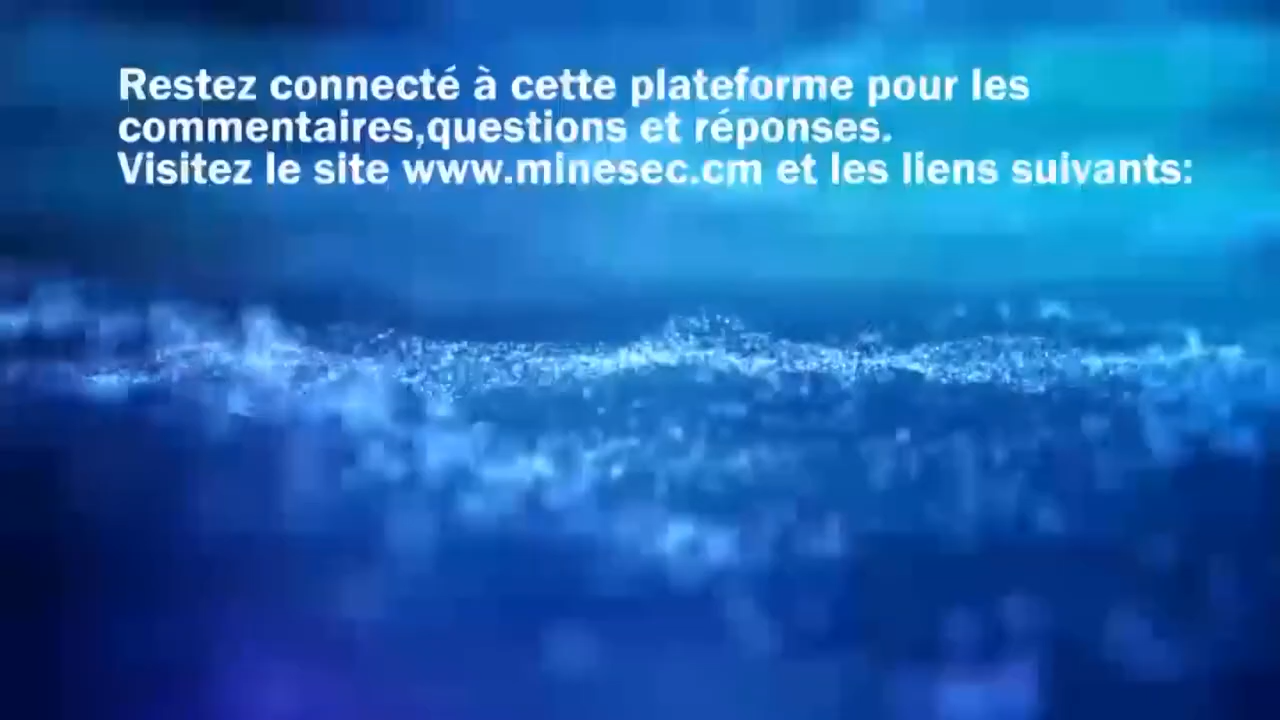 Restez connecté à cette plateforme pour les
commentaires,questions et réponses.
Visitez le site www.minesec.cm et les liens suivants: